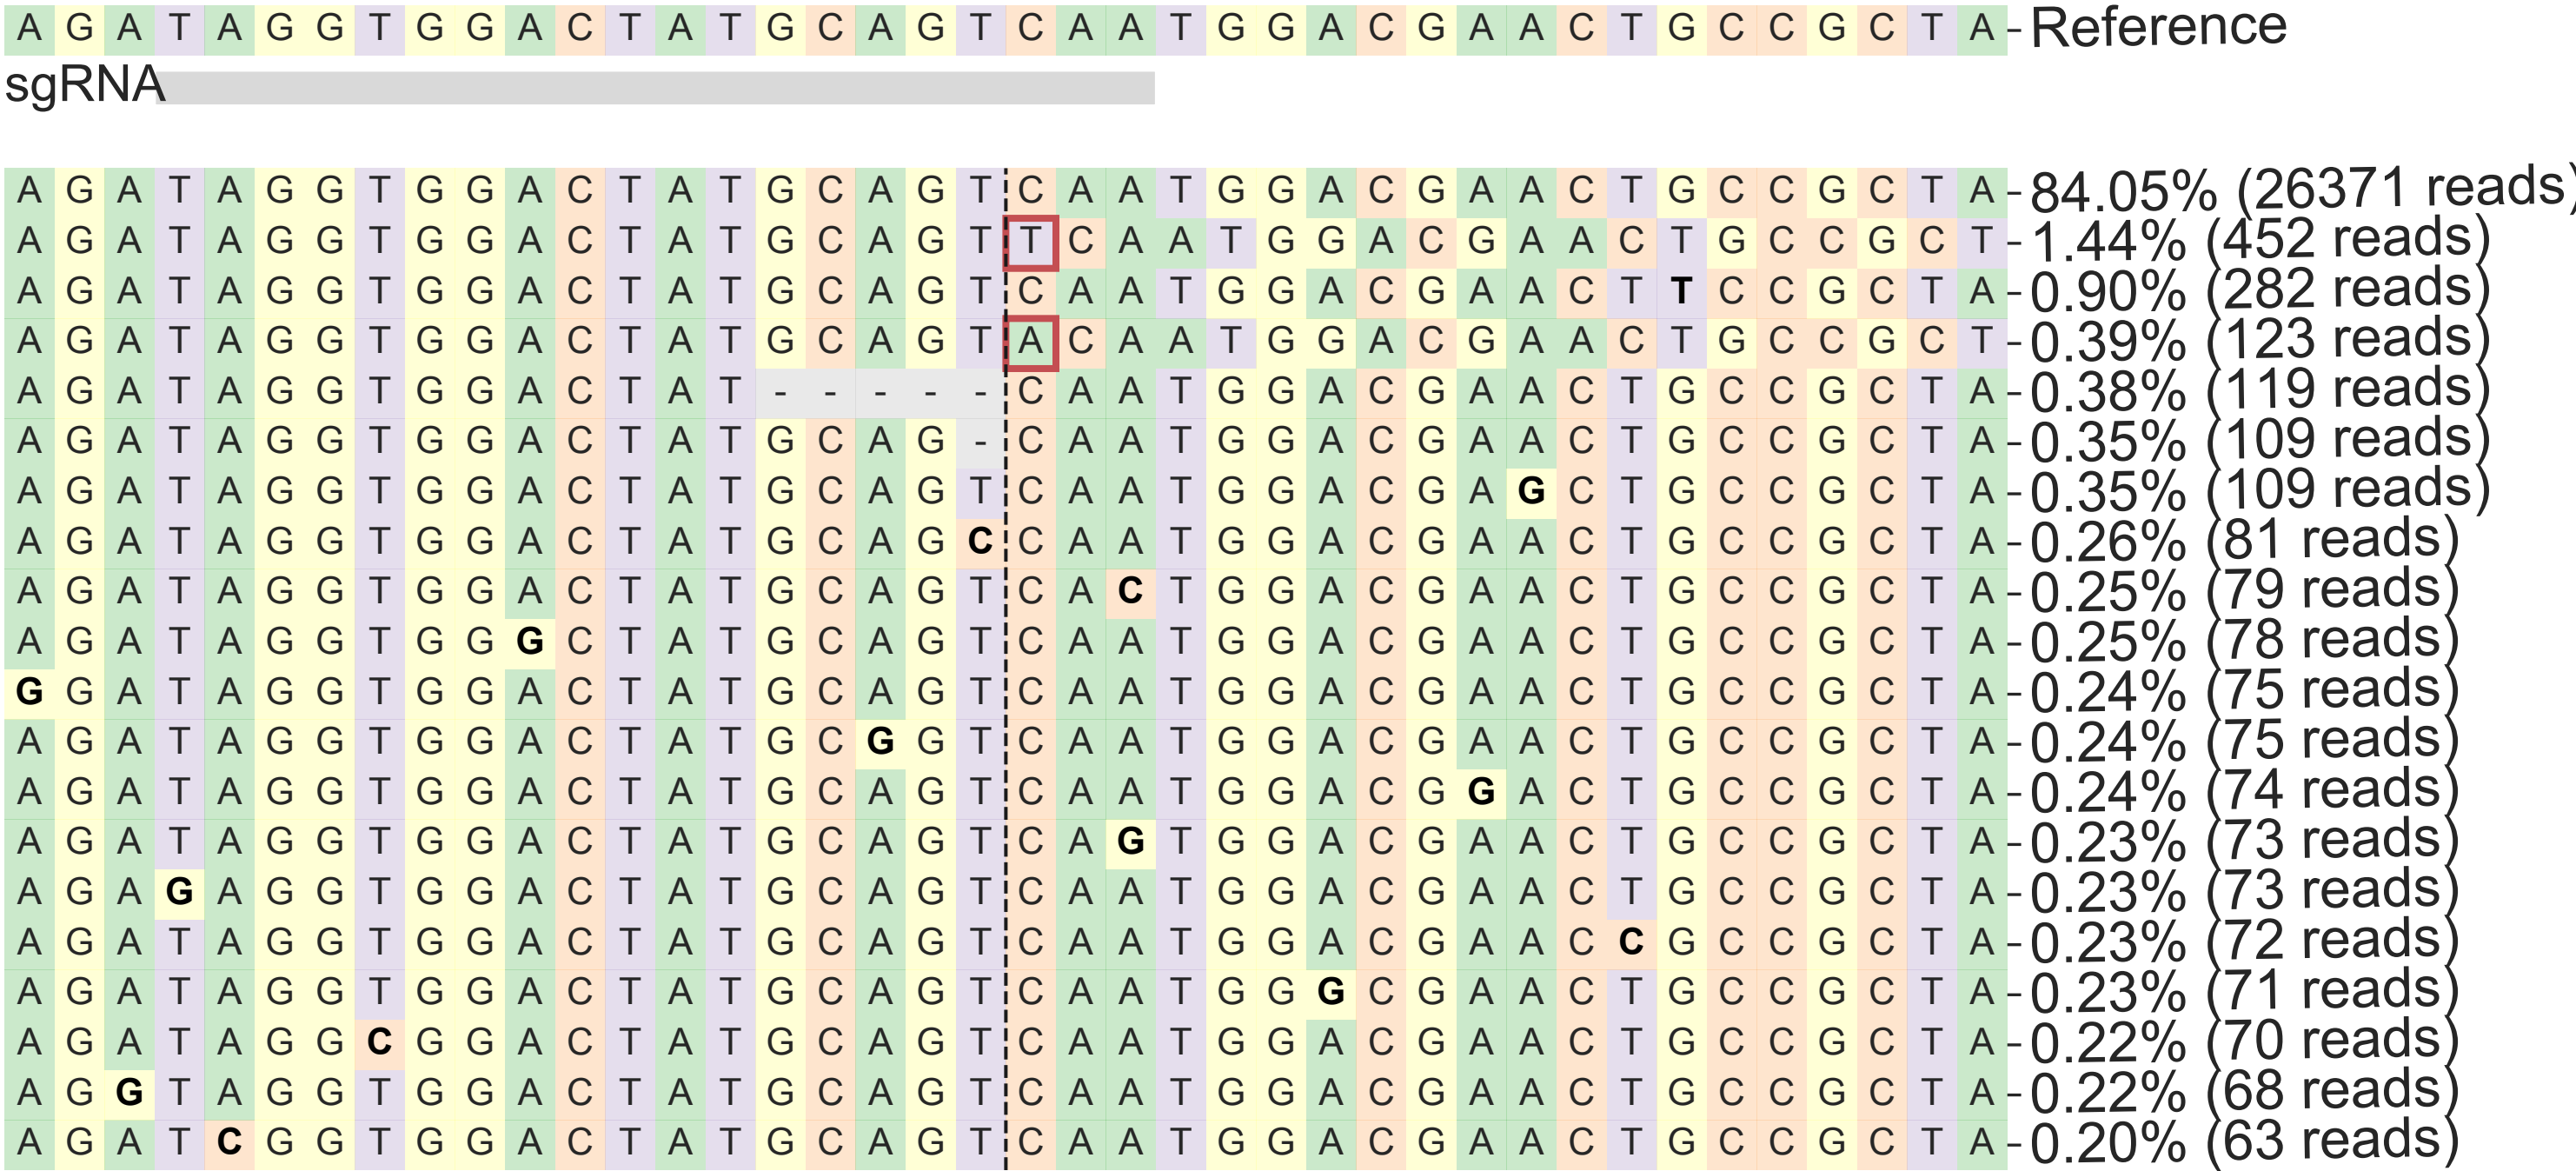 A G A T A G G T G G A C T A T G C A G T C A A T G G A C G A A C T G C C G C T A - Reference
sgRNA
A G A T A G G T G G A C T A T G C A G T C A A T G G A C G A A C T G C C G C T A - 84.05% (26371 reads)
A G A T A G G T G G A C T A T G C A G T T C A A T G G A C G A A C T G C C G C T - 1.44% (452 reads)
A G A T A G G T G G A C T A T G C A G T C A A T G G A C G A A C T T C C G C T A - 0.90% (282 reads)
A G A T A G G T G G A C T A T G C A G T A C A A T G G A C G A A C T G C C G C T - 0.39% (123 reads)
A G A T A G G T G G A C T A T - - - - - C A A T G G A C G A A C T G C C G C T A - 0.38% (119 reads)
A G A T A G G T G G A C T A T G C A G - C A A T G G A C G A A C T G C C G C T A - 0.35% (109 reads)
A G A T A G G T G G A C T A T G C A G T C A A T G G A C G A G C T G C C G C T A - 0.35% (109 reads)
A G A T A G G T G G A C T A T G C A G C C A A T G G A C G A A C T G C C G C T A - 0.26% (81 reads)
A G A T A G G T G G A C T A T G C A G T C A C T G G A C G A A C T G C C G C T A - 0.25% (79 reads)
A G A T A G G T G G G C T A T G C A G T C A A T G G A C G A A C T G C C G C T A - 0.25% (78 reads)
G G A T A G G T G G A C T A T G C A G T C A A T G G A C G A A C T G C C G C T A - 0.24% (75 reads)
A G A T A G G T G G A C T A T G C G G T C A A T G G A C G A A C T G C C G C T A - 0.24% (75 reads)
A G A T A G G T G G A C T A T G C A G T C A A T G G A C G G A C T G C C G C T A - 0.24% (74 reads)
A G A T A G G T G G A C T A T G C A G T C A G T G G A C G A A C T G C C G C T A - 0.23% (73 reads)
A G A G A G G T G G A C T A T G C A G T C A A T G G A C G A A C T G C C G C T A - 0.23% (73 reads)
A G A T A G G T G G A C T A T G C A G T C A A T G G A C G A A C C G C C G C T A - 0.23% (72 reads)
A G A T A G G T G G A C T A T G C A G T C A A T G G G C G A A C T G C C G C T A - 0.23% (71 reads)
A G A T A G G C G G A C T A T G C A G T C A A T G G A C G A A C T G C C G C T A - 0.22% (70 reads)
A G G T A G G T G G A C T A T G C A G T C A A T G G A C G A A C T G C C G C T A - 0.22% (68 reads)
A G A T C G G T G G A C T A T G C A G T C A A T G G A C G A A C T G C C G C T A - 0.20% (63 reads)